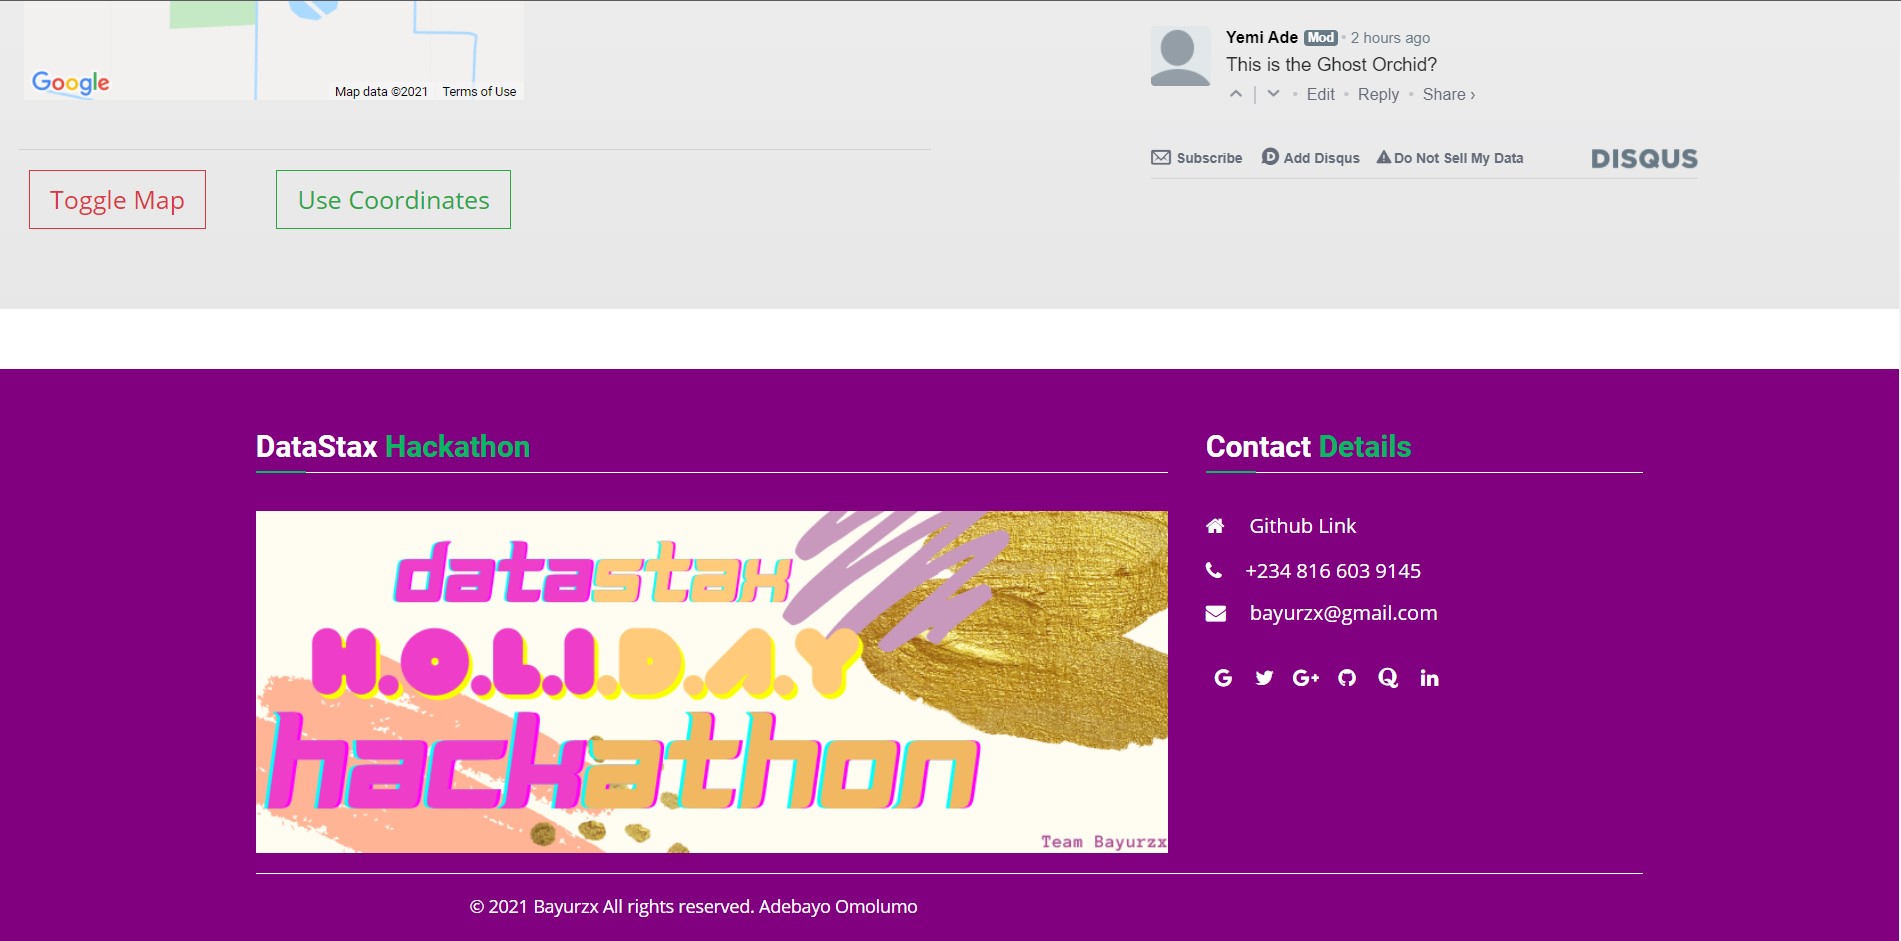 Google
Map data ©2021 Terms of Use
Toggle Map
Use Coordinates
Yemi Ade Mod • 2 hours ago
This is the Ghost Orchid?
• Edit • Reply • Share ›
Subscribe Add Disqus Do Not Sell My Data DISQUS
DataStax Hackathon
datastax
H.O.L.I.D.A.Y
hackathon
Team Bayurzx
Contact Details
Github Link
+234 816 603 9145
bayurzx@gmail.com
© 2021 Bayurzx All rights reserved. Adebayo Omolumo